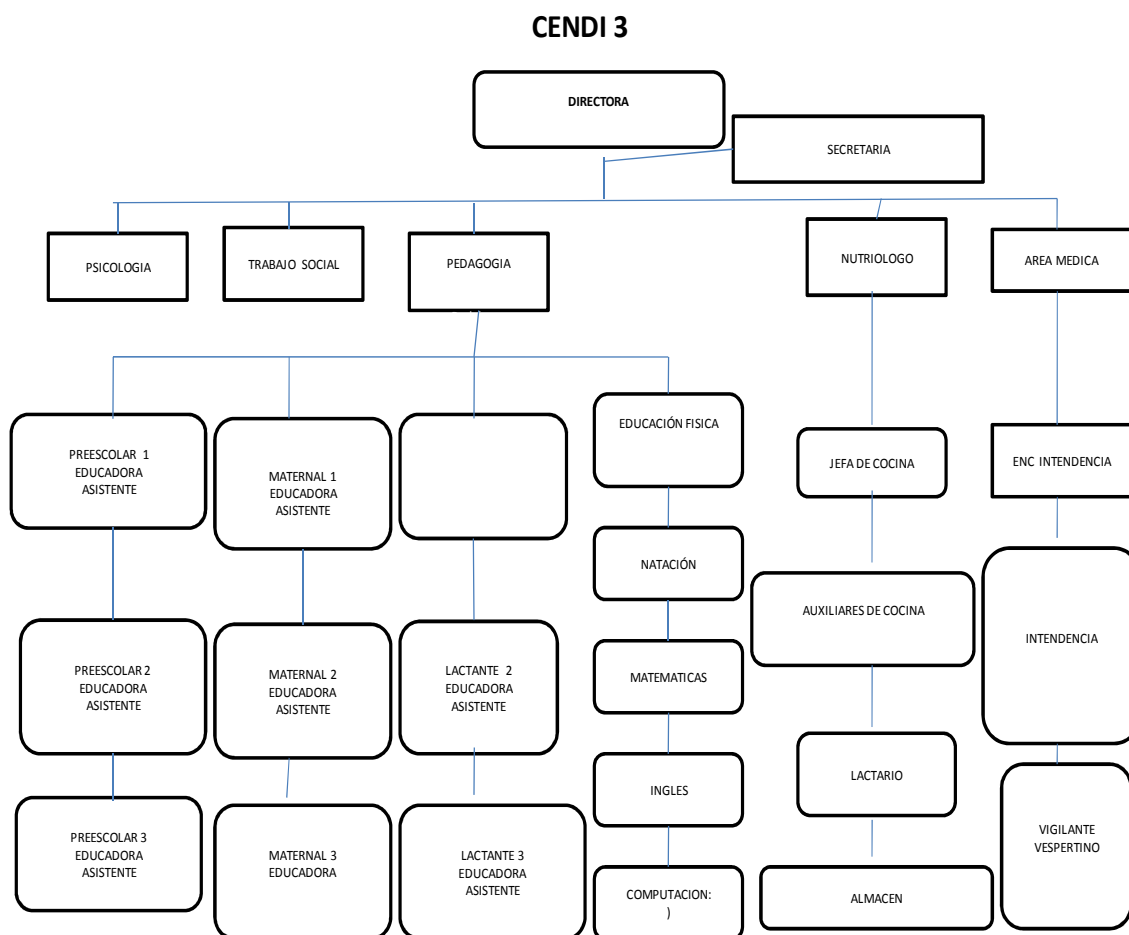 CENDI 3
DIRECTORA
SECRETARIA
PSICOLOGIA
TRABAJO SOCIAL
PEDAGOGIA
NUTRIOLOGO
AREA MEDICA
PREESCOLAR 1
EDUCADORA
ASISTENTE
MATERNAL 1
EDUCADORA
ASISTENTE
EDUCACIÓN FISICA
JEFA DE COCINA
ENC INTENDENCIA
NATACIÓN
AUXILIARES DE COCINA
INTENDENCIA
PREESCOLAR 2
EDUCADORA
ASISTENTE
MATERNAL 2
EDUCADORA
ASISTENTE
LACTANTE 2
EDUCADORA
ASISTENTE
MATEMATICAS
INGLES
LACTARIO
PREESCOLAR 3
EDUCADORA
ASISTENTE
MATERNAL 3
EDUCADORA
LACTANTE 3
EDUCADORA
ASISTENTE
COMPUTACION:
)
ALMACEN
VIGILANTE
VESPERTINO